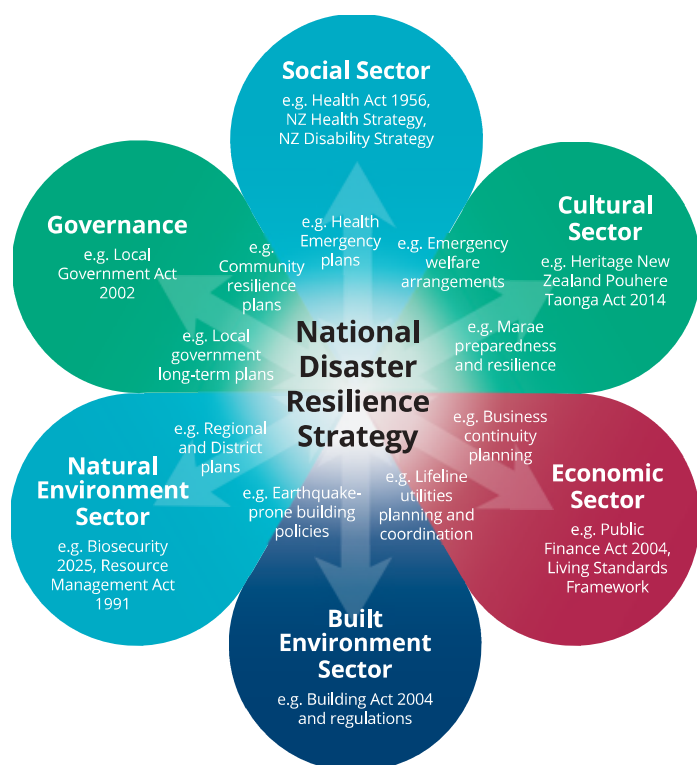 Social Sector
e.g. Health Act 1956,
NZ Health Strategy,
NZ Disability Strategy
Governance
e.g. Local
Government Act
2002
Cultural
Sector
e.g. Heritage New
Zealand Pouhere
Taonga Act 2014
e.g. Health
Emergency
plans
e.g.
Community
resilience
plans
e.g. Emergency
welfare
arrangements
e.g. Local
government
long-term plans
e.g. Marae
preparedness
and resilience
National
Disaster
Resilience
Strategy
e.g. Regional
and District
plans
e.g. Business
continuity
planning
Natural
Environment
Sector
e.g. Biosecurity
2025, Resource
Management Act
1991
e.g. Earthquake-
prone building
policies
e.g. Lifeline
utilities
planning and
coordination
Economic
Sector
e.g. Public
Finance Act 2004,
Living Standards
Framework
Built
Environment
Sector
e.g. Building Act 2004
and regulations